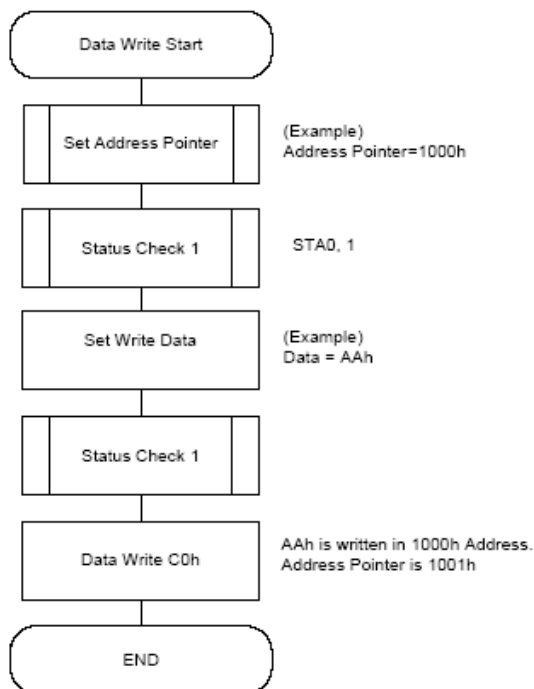 Data Write Start
Set Address Pointer
(Example)
Address Pointer=1000h
Status Check 1
STA0, 1
Set Write Data
(Example)
Data = AAh
Status Check 1
Data Write C0h
AAh is written in 1000h Address.
Address Pointer is 1001h
END